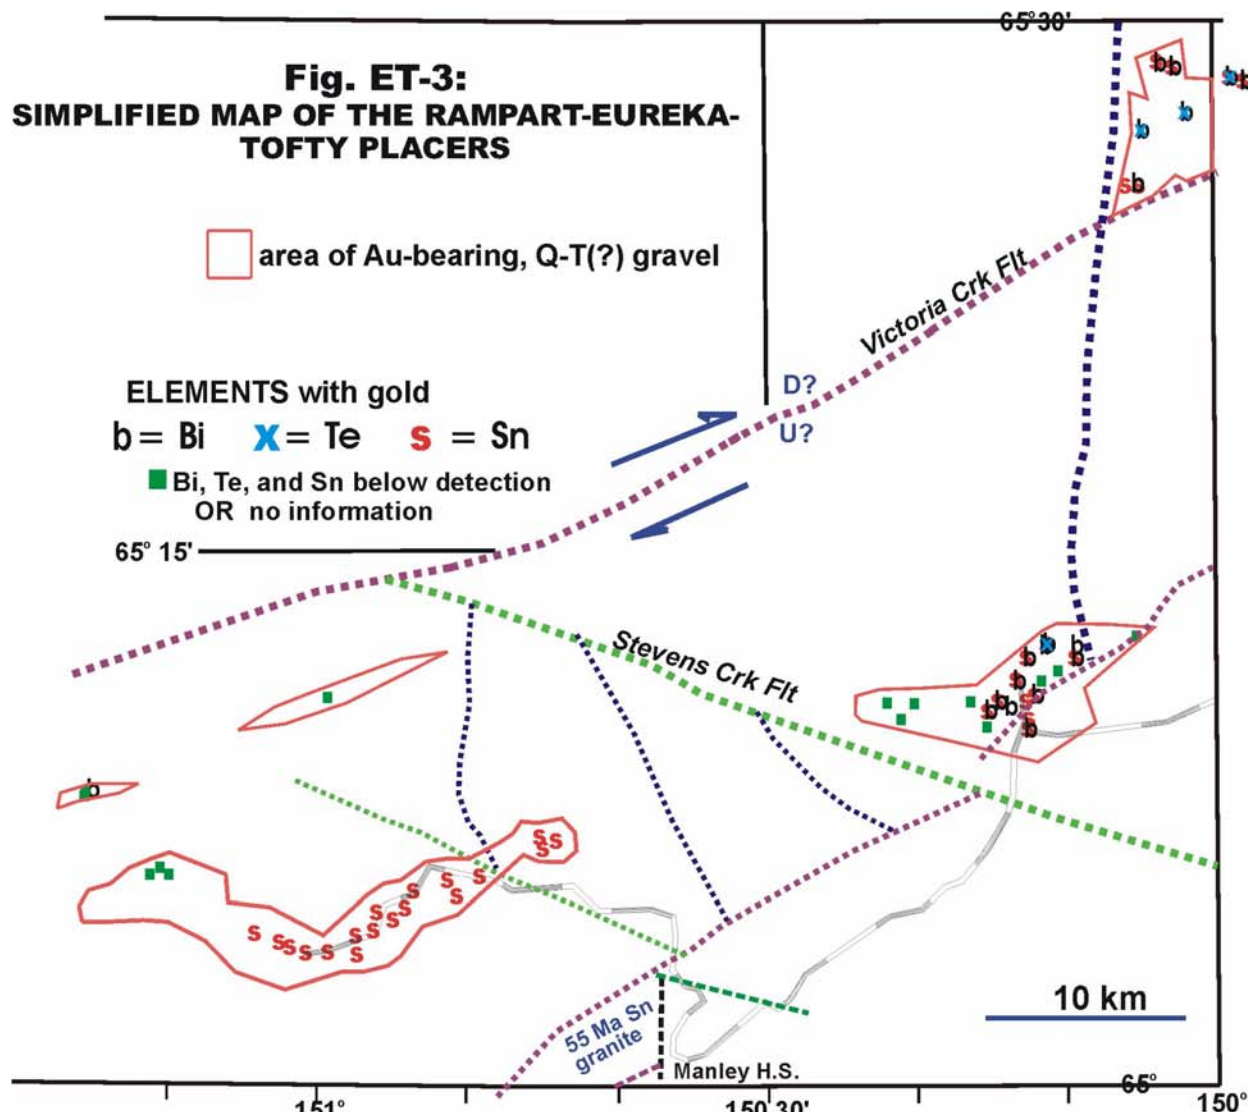 65°30'
Fig. ET-3:
SIMPLIFIED MAP OF THE RAMPART-EUREKA-
TOFTY PLACERS
area of Au-bearing, Q-T(?) gravel
Victoria Crk Flt
ELEMENTS with gold
b = Bi x = Te s = Sn
Bi, Te, and Sn below detection
OR no information
D?
U?
65° 15'
Stevens Crk Flt
10 km
55 Ma Sn
granite
Manley H.S.
65°
151° 150°30' 150°
b b
b b
b
b
s b
b
b
s b
s b
s b
s b
b
b
s b
b
s s
s
s s s
s s s s
s s s s s s s s s